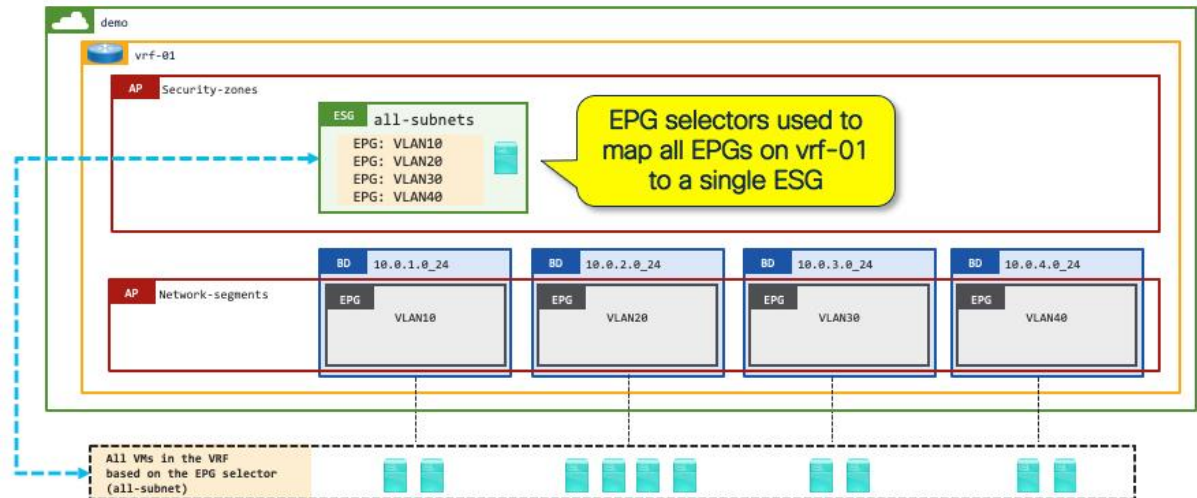 demo
vrf-01
AP Security-zones
ESG all-subnets
EPG: VLAN10
EPG: VLAN20
EPG: VLAN30
EPG: VLAN40
EPG selectors used to
map all EPGs on vrf-01
to a single ESG
BD 10.0.1.0_24
BD 10.0.2.0_24
BD 10.0.3.0_24
BD 10.0.4.0_24
AP Network-segments
EPG
VLAN10
EPG
VLAN20
EPG
VLAN30
EPG
VLAN40
All VMs in the VRF
based on the EPG selector
(all-subnet)